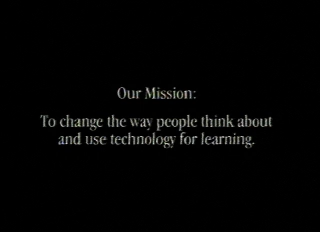 Our Mission:
To change the way people think about
and use technology for learning.